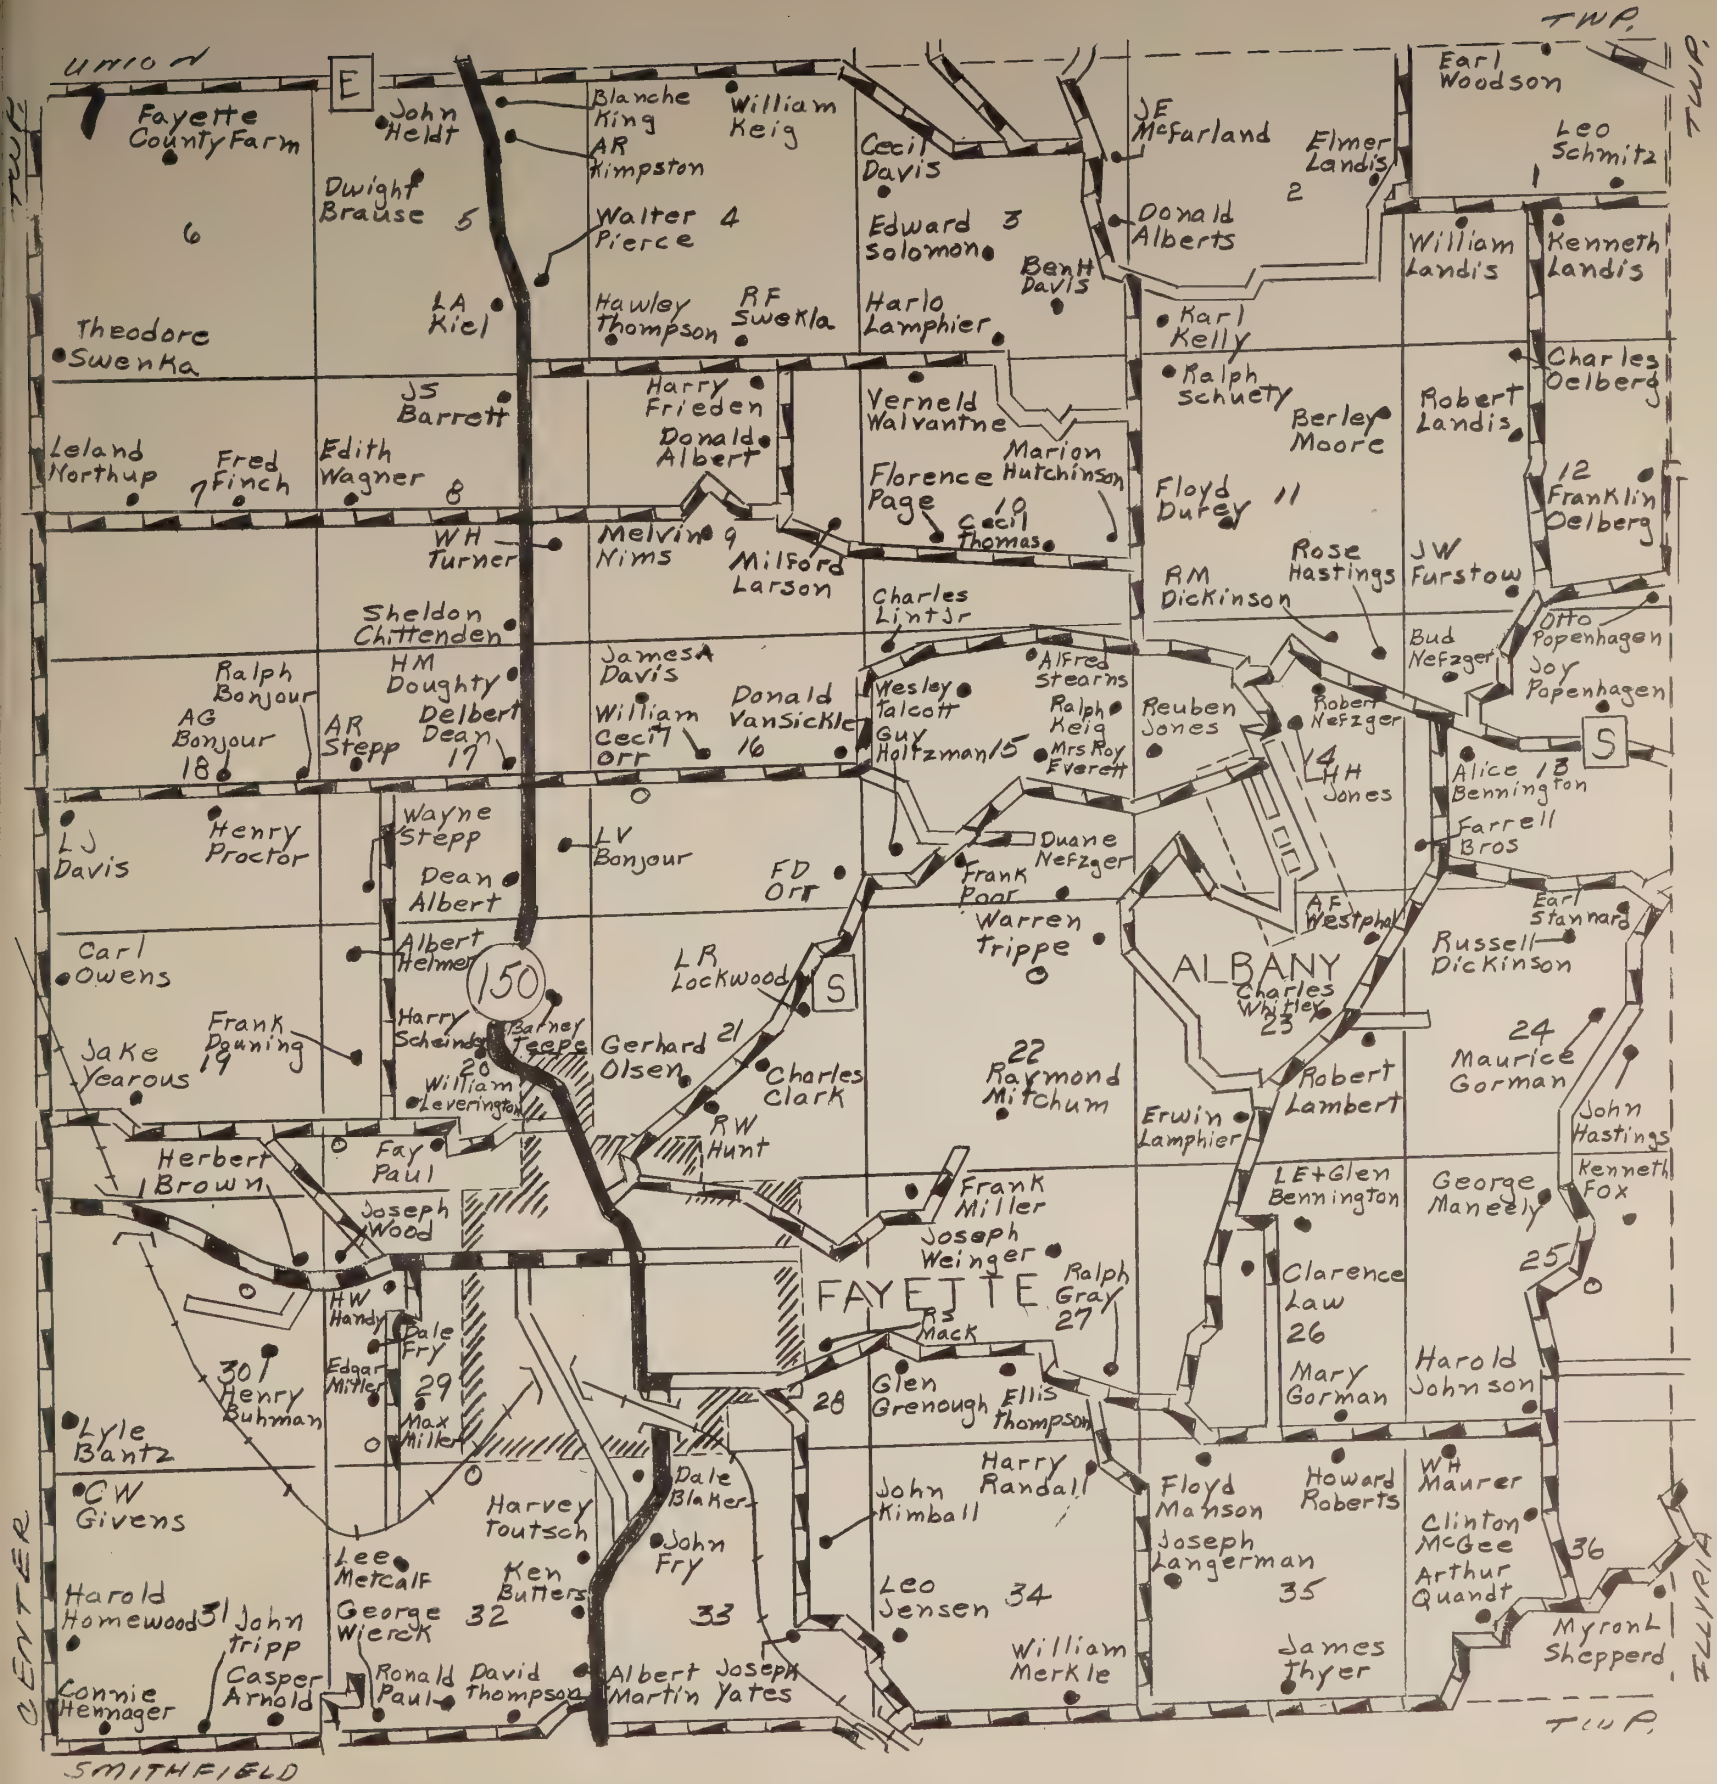 UNION
TWP.
TWP.
TWP.
E
Earl
Woodson
Fayette
County Farm
John
Heldt
Blanche
King
William
Keig
AR
Kimpston
Cecil
Davis
JE
McFarland
Elmer
Landis
Leo
Schmitz
Dwight
Brause
Walter
Pierce
Edward
Solomon
Donald
Alberts
William
Landis
Kenneth
Landis
6
5
4
3
2
1
Ben H
Davis
LA
Kiel
Hawley
Thompson
RF
Swekla
Harlo
Lamphier
Karl
Kelly
Theodore
Swenka
Charles
Oelberg
JS
Barrett
Harry
Frieden
Verneld
Walvantne
Ralph
Schuety
Berley
Moore
Robert
Landis
Leland
Northup
Fred
Finch
Edith
Wagner
Donald
Albert
Florence
Page
Marion
Hutchinson
Floyd
Durey
Franklin
Oelberg
7
8
9
10
11
12
WH
Turner
Melvin
Nims
Milford
Larson
Cecil
Thomas
RM
Dickinson
Rose
Hastings
JW
Furstow
Sheldon
Chittenden
Charles
Lint Jr
Otto
Popenhagen
Ralph
Bonjour
HM
Doughty
James A
Davis
Alfred
Stearns
Bud
Nefzger
Joy
Popenhagen
AG
Bonjour
AR
Stepp
Delbert
Dean
William
Cecil
Orr
Donald
VanSickle
Wesley
Talcott
Guy
Holtzman
Ralph
Keig
Mrs Roy
Everett
Reuben
Jones
Robert
Nefzger
HH
Jones
Alice
Bennington
S
18
17
16
15
14
13
LJ
Davis
Henry
Proctor
Wayne
Stepp
LV
Bonjour
FD
Orr
Duane
Nefzger
Farrell
Bros
Dean
Albert
Frank
Poor
AF
Westphal
Earl
Stannard
Carl
Owens
Albert
Helmer
150
LR
Lockwood
S
Warren
Trippe
ALBANY
Charles
Whitley
Russell
Dickinson
Jake
Yearous
Frank
Douning
Harry
Barney
Teepe
Gerhard
Olsen
Charles
Clark
Raymond
Mitchum
Maurice
Gorman
19
20
21
22
23
24
William
Leverington
RW
Hunt
Erwin
Lamphier
Robert
Lambert
John
Hastings
Herbert
Brown
Fay
Paul
Joseph
Wood
Frank
Miller
LE+Glen
Bennington
George
Maneely
Kenneth
Fox
Joseph
Weinger
FAYETTE
Ralph
Gray
Clarence
Law
HW
Handy
Dale
Fry
RS
Mack
Henry
Buhman
Edgar
Mitler
Max
Miller
Glen
Grenough
Ellis
Thompson
Mary
Gorman
Harold
Johnson
30
29
28
27
26
25
Lyle
Bantz
CW
Givens
Harvey
Toutsch
Dale
Blaker
John
Kimball
Harry
Randall
Floyd
Manson
Howard
Roberts
WH
Maurer
Lee
Metcalf
Ken
Butters
John
Fry
Joseph
Langerman
Clinton
McGee
Harold
Homewood
John
Tripp
George
Wierck
Leo
Jensen
Arthur
Quandt
31
32
33
34
35
36
Connie
Hennager
Casper
Arnold
Ronald
Paul
David
Thompson
Albert
Martin
Joseph
Yates
William
Merkle
James
Thyer
Myron L
Shepperd
CENTER
ILLYRIA
TWP.
SMITHFIELD